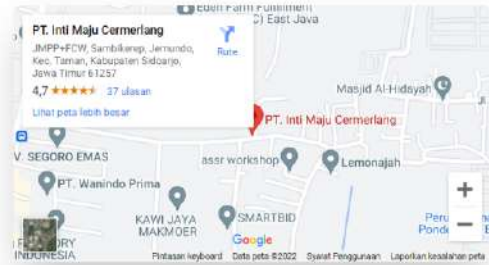 Eden Farm Fulfillment
C) East Java
PT. Inti Maju Cermerlang
JMPP+FCW, Sambikerep, Jemundo,
Kec. Taman, Kabupaten Sidoarjo,
Jawa Timur 61257
4,7 37 ulasan
Lihat peta lebih besar
Rute
Masjid Al-Hidayah
PT. Inti Maju Cermerlang
V. SEGORO EMAS
assr workshop
Lemonajah
PT. Wanindo Prima
KAWI JAYA
MAKMOER
SMARTBID
INDONESIA
Google
Pintasan keyboard Data peta ©2022 Syarat Penggunaan Laporkan kesalahan peta